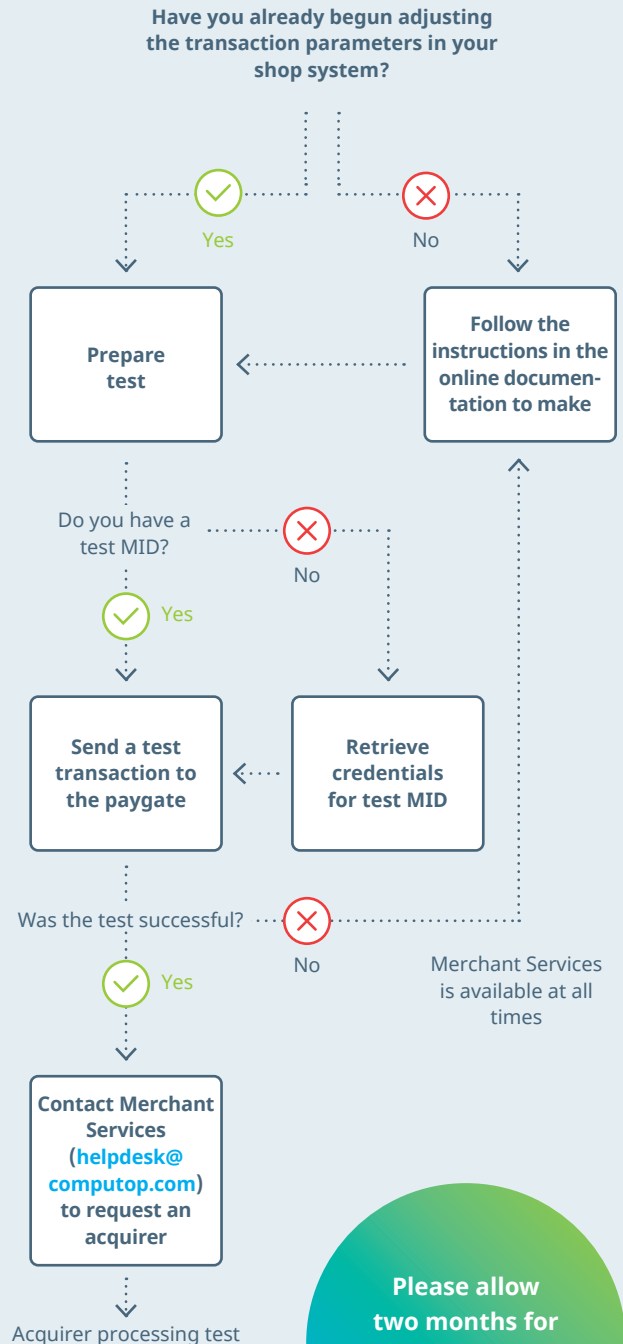 Have you already begun adjusting
the transaction parameters in your
shop system?
Yes
No
Prepare
test
Follow the
instructions in the
online documen-
tation to make
Do you have a
test MID?
No
Yes
Send a test
transaction to
the paygate
Retrieve
credentials
for test MID
Was the test successful?
No
Yes
Merchant Services
is available at all
times
Contact Merchant
Services
(helpdesk@
computop.com)
to request an
acquirer
Please allow
two months for
Acquirer processing test